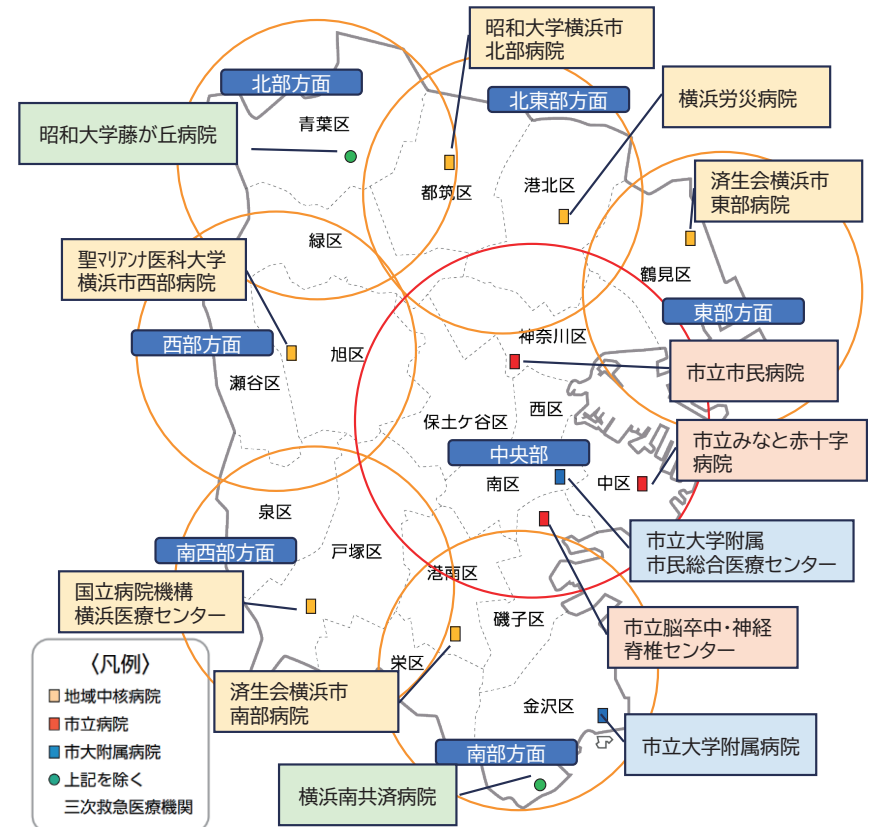 昭和大学横浜市
北部病院
北部方面
北東部方面
横浜労災病院
昭和大学藤が丘病院
青葉区
都筑区
港北区
済生会横浜市
東部病院
緑区
聖マリアンナ医科大学
横浜市西部病院
鶴見区
東部方面
西部方面
旭区
神奈川区
瀬谷区
市立市民病院
保土ケ谷区
西区
市立みなと赤十字
病院
中央部
南区
中区
泉区
南西部方面
戸塚区
港南区
市立大学附属
市民総合医療センター
国立病院機構
横浜医療センター
磯子区
市立脳卒中・神経
脊椎センター
栄区
済生会横浜市
南部病院
金沢区
市立大学附属病院
南部方面
横浜南共済病院
〈凡例〉
地域中核病院
市立病院
市大附属病院
上記を除く
三次救急医療機関